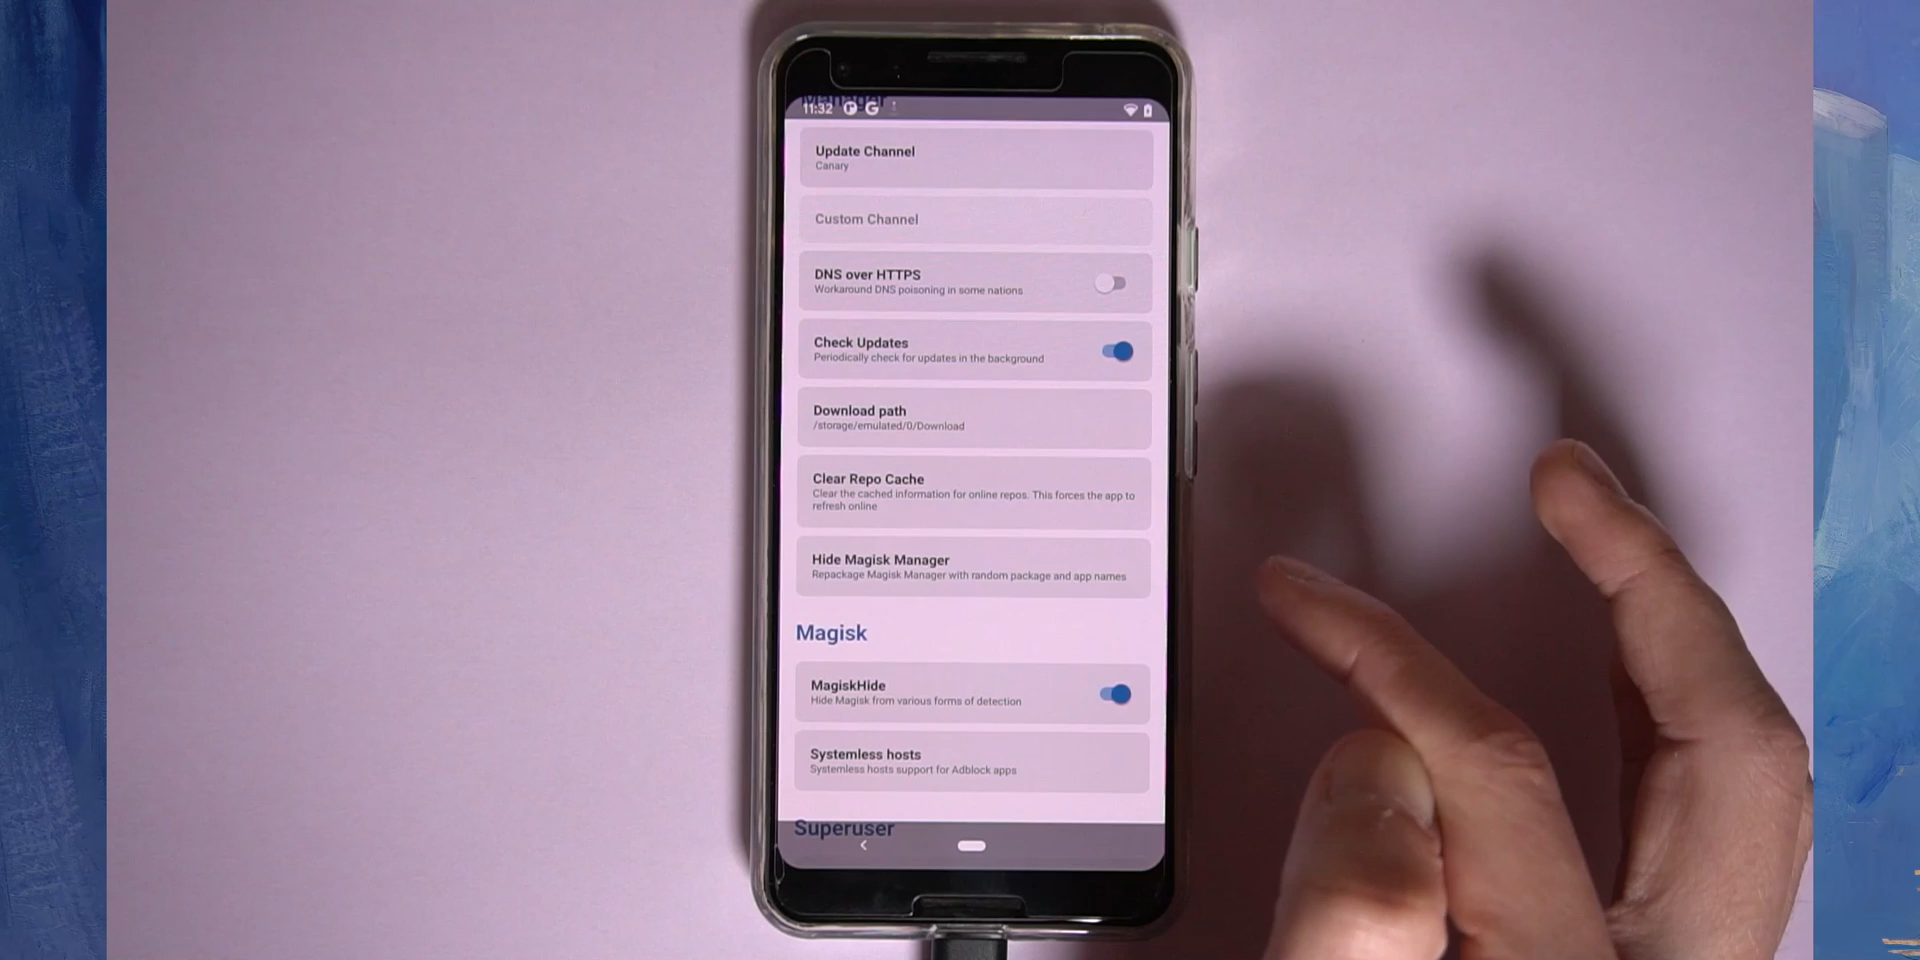 Manager
11:32
Update Channel
Canary
Custom Channel
DNS over HTTPS
Workaround DNS poisoning in some nations
Check Updates
Periodically check for updates in the background
Download path
/storage/emulated/0/Download
Clear Repo Cache
Clear the cached information for online repos. This forces the app to
refresh online
Hide Magisk Manager
Repackage Magisk Manager with random package and app names
Magisk
MagiskHide
Hide Magisk from various forms of detection
Systemless hosts
Systemless hosts support for Adblock apps
Superuser